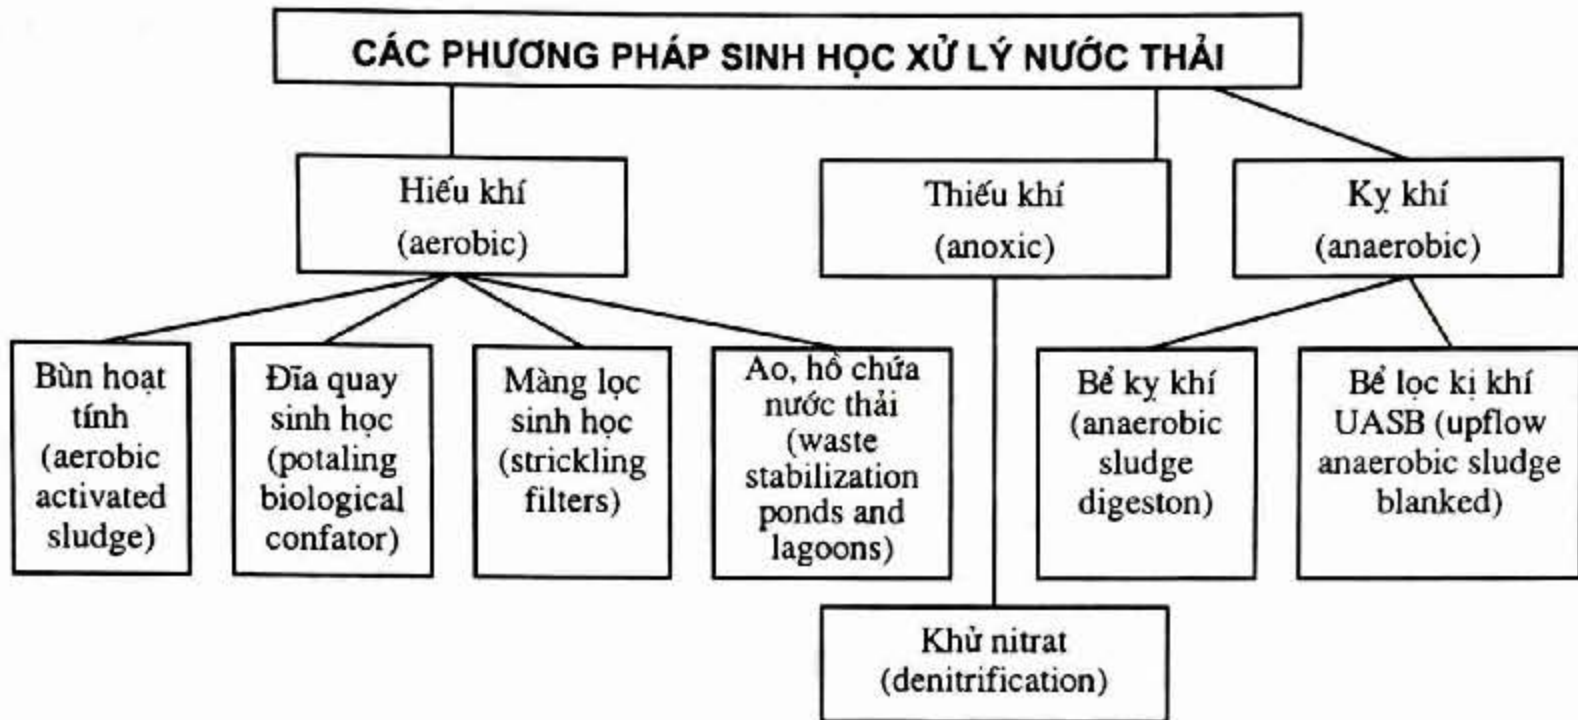 CÁC PHƯƠNG PHÁP SINH HỌC XỬ LÝ NƯỚC THẢI
Hiếu khí
(aerobic)
Thiếu khí
(anoxic)
Kỵ khí
(anaerobic)
Bùn hoạt
tính
(aerobic
activated
sludge)
Đĩa quay
sinh học
(potaling
biological
confator)
Màng lọc
sinh học
(strickling
filters)
Ao, hồ chứa
nước thải
(waste
stabilization
ponds and
lagoons)
Bể kỵ khí
(anaerobic
sludge
digeston)
Bể lọc kị khí
UASB (upflow
anaerobic sludge
blanked)
Khử nitrat
(denitrification)